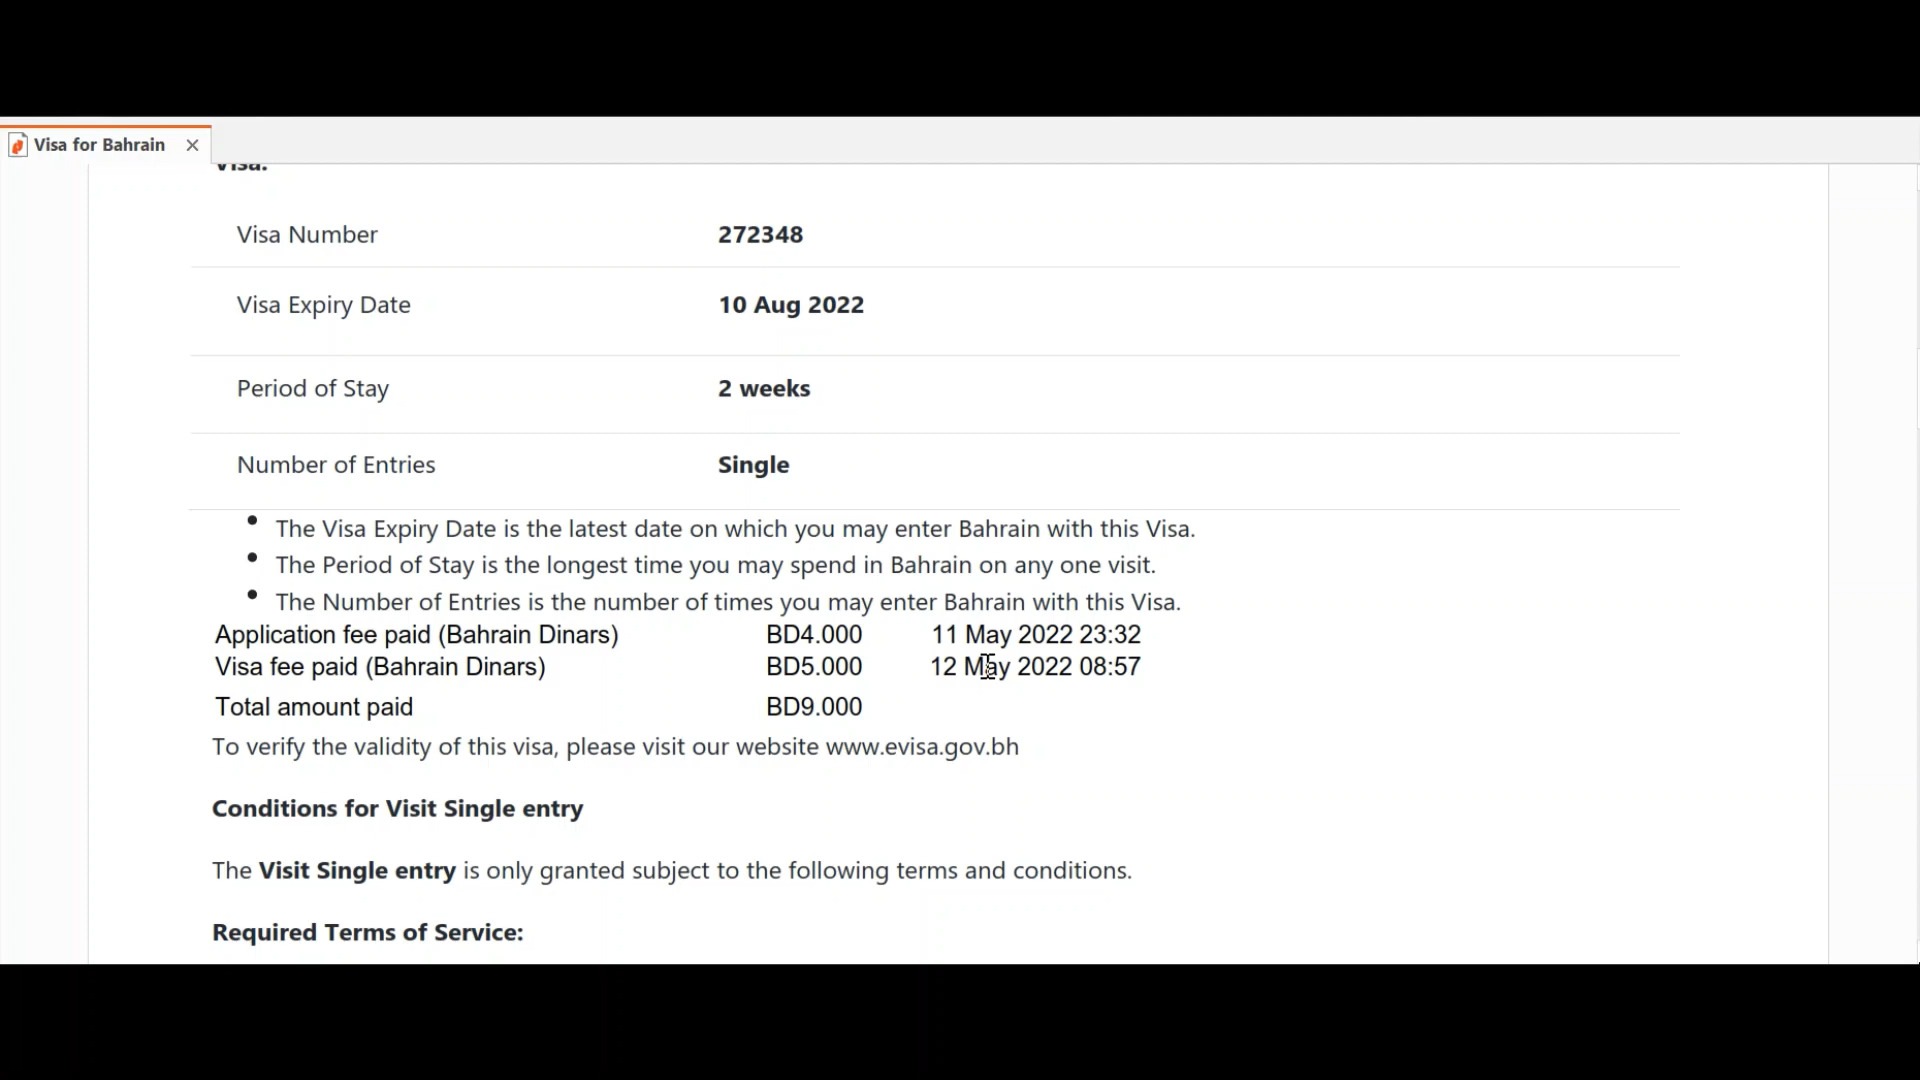 Visa for Bahrain
Visa:
Visa Number 272348
Visa Expiry Date 10 Aug 2022
Period of Stay 2 weeks
Number of Entries Single
• The Visa Expiry Date is the latest date on which you may enter Bahrain with this Visa.
• The Period of Stay is the longest time you may spend in Bahrain on any one visit.
• The Number of Entries is the number of times you may enter Bahrain with this Visa.
Application fee paid (Bahrain Dinars) BD4.000 11 May 2022 23:32
Visa fee paid (Bahrain Dinars) BD5.000 12 May 2022 08:57
Total amount paid BD9.000
To verify the validity of this visa, please visit our website www.evisa.gov.bh
Conditions for Visit Single entry
The Visit Single entry is only granted subject to the following terms and conditions.
Required Terms of Service: